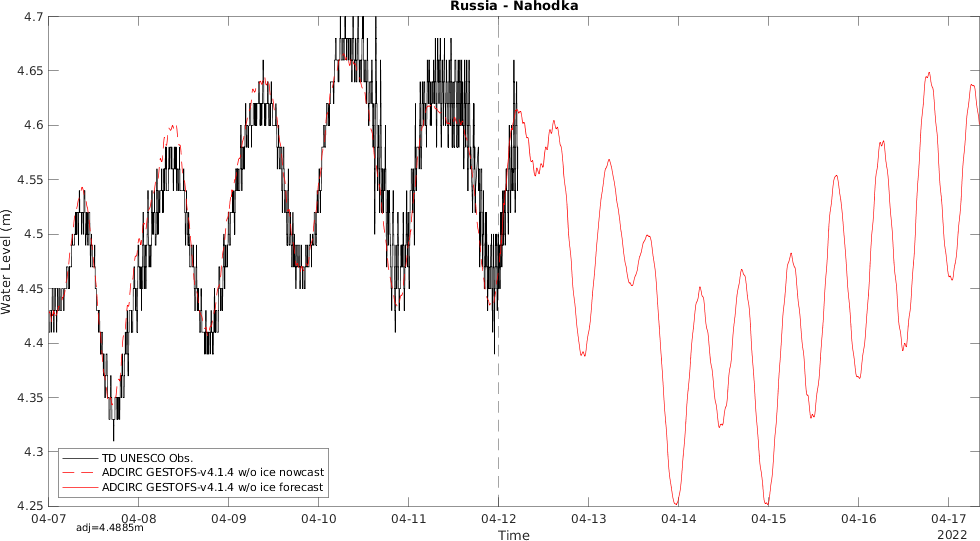 Russia - Nahodka
4.7
4.65
4.6
4.55
4.5
4.45
4.4
4.35
4.3
4.25
Water Level (m)
TD UNESCO Obs.
ADCIRC GESTOFS-v4.1.4 w/o ice nowcast
ADCIRC GESTOFS-v4.1.4 w/o ice forecast
04-07 04-08 04-09 04-10 04-11 04-12 04-13 04-14 04-15 04-16 04-17
adj=4.4885m
Time
2022